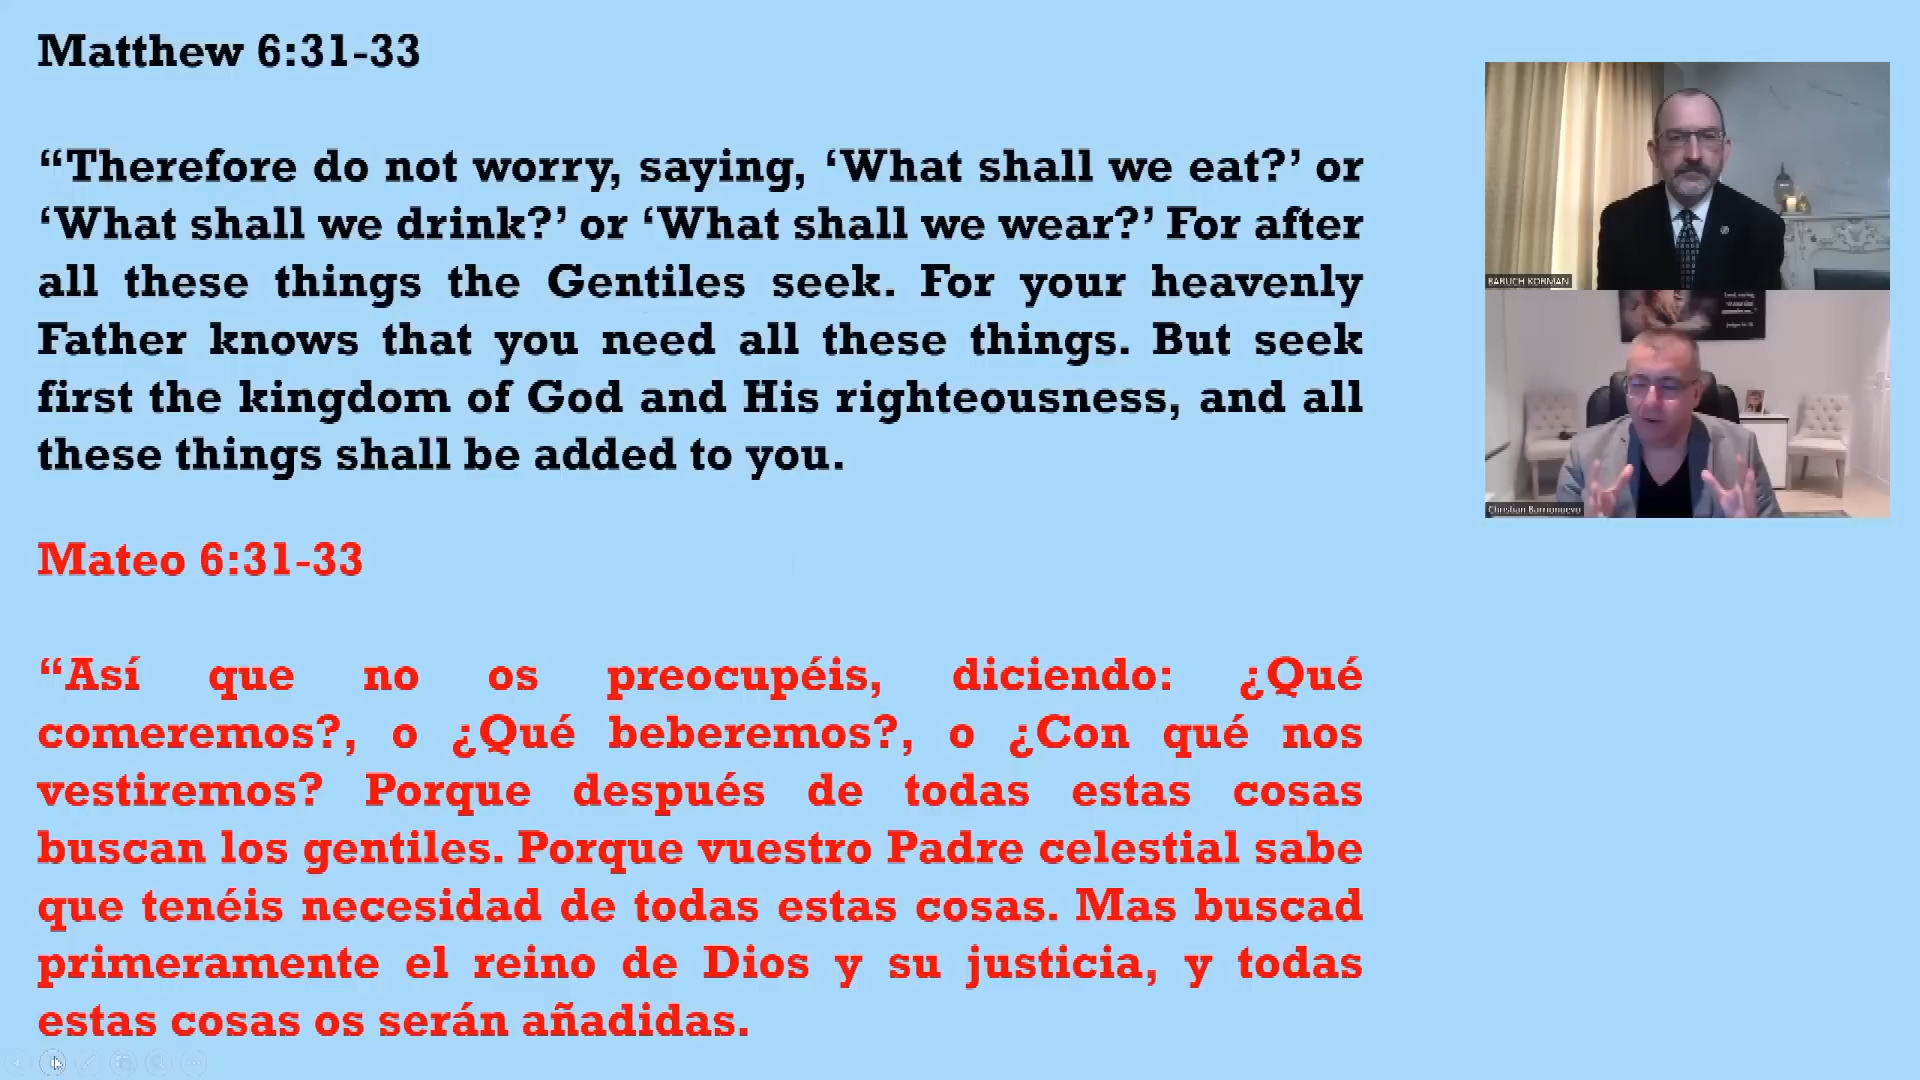 Matthew 6:31-33
“Therefore do not worry, saying, ‘What shall we eat?’ or
‘What shall we drink?’ or ‘What shall we wear?’ For after
all these things the Gentiles seek. For your heavenly
Father knows that you need all these things. But seek
first the kingdom of God and His righteousness, and all
these things shall be added to you.
Mateo 6:31-33
“Así que no os preocupéis, diciendo: ¿Qué
comeremos?, o ¿Qué beberemos?, o ¿Con qué nos
vestiremos? Porque después de todas estas cosas
buscan los gentiles. Porque vuestro Padre celestial sabe
que tenéis necesidad de todas estas cosas. Mas buscad
primeramente el reino de Dios y su justicia, y todas
estas cosas os serán añadidas.
BARUCH KORMAN
Christian Barrionuevo